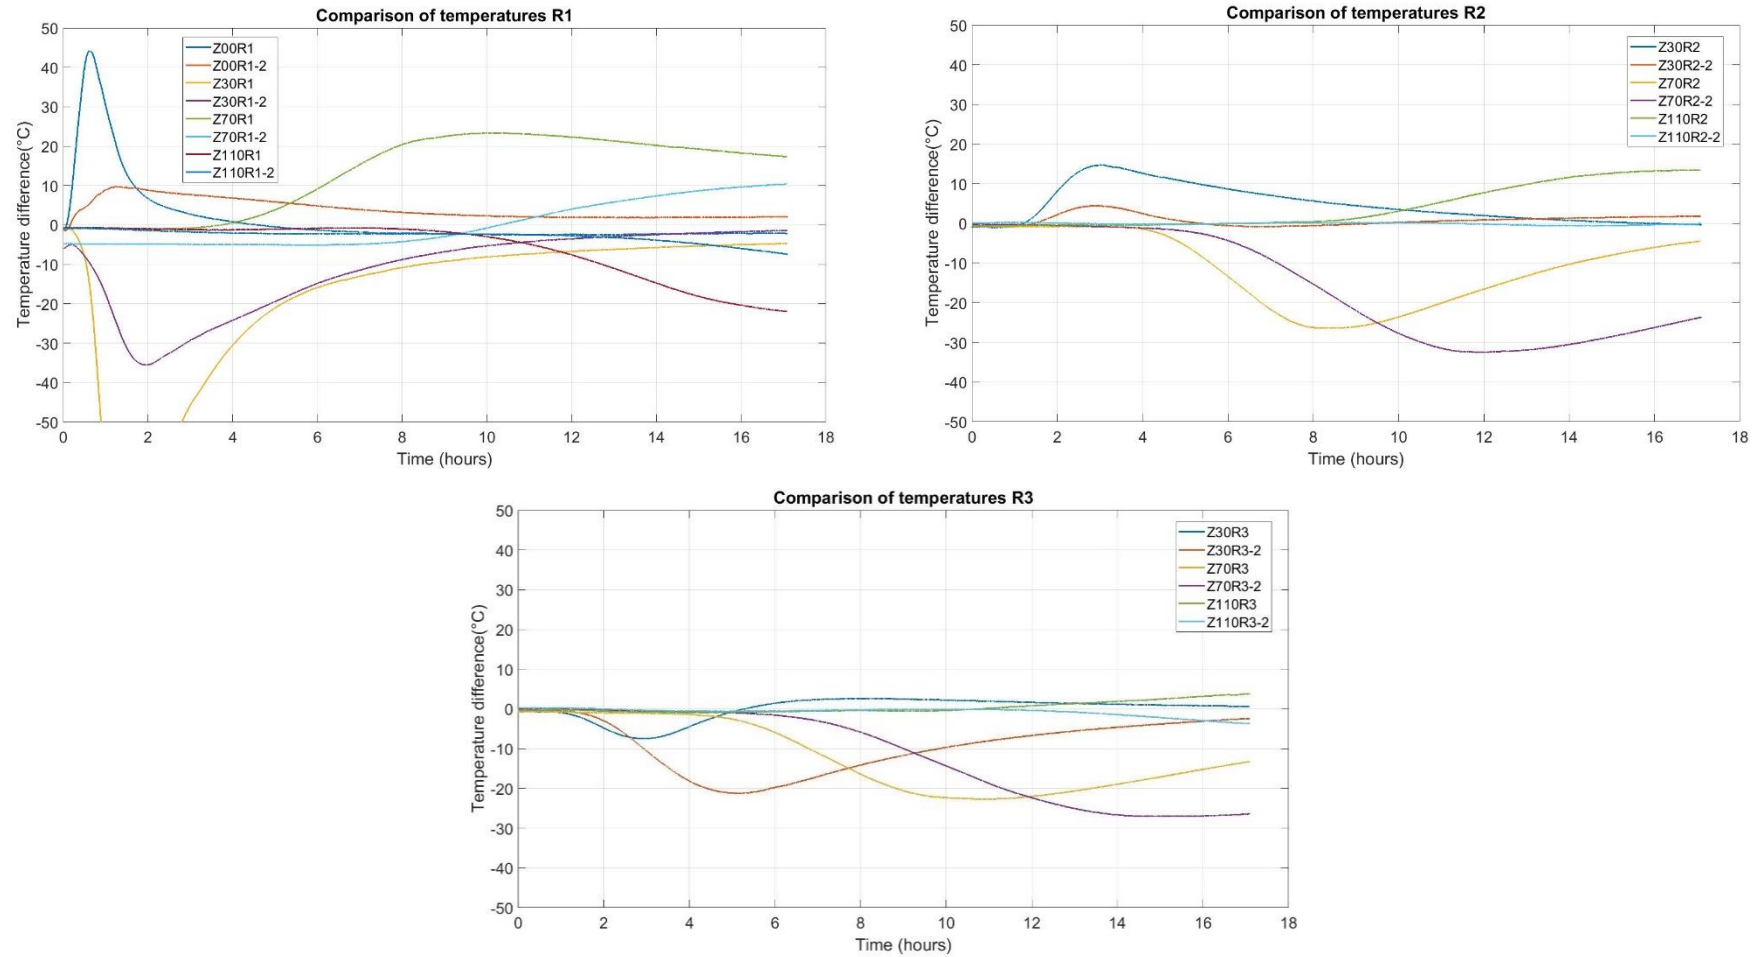 Comparison of temperatures R1
50
40
30
20
10
0
-10
-20
-30
-40
-50
Temperature difference(°C)
0 2 4 6 8 10 12 14 16 18
Time (hours)
Z00R1
Z00R1-2
Z30R1
Z30R1-2
Z70R1
Z70R1-2
Z110R1
Z110R1-2
Comparison of temperatures R2
50
40
30
20
10
0
-10
-20
-30
-40
-50
Temperature difference(°C)
0 2 4 6 8 10 12 14 16 18
Time (hours)
Z30R2
Z30R2-2
Z70R2
Z70R2-2
Z110R2
Z110R2-2
Comparison of temperatures R3
50
40
30
20
10
0
-10
-20
-30
-40
-50
Temperature difference(°C)
0 2 4 6 8 10 12 14 16 18
Time (hours)
Z30R3
Z30R3-2
Z70R3
Z70R3-2
Z110R3
Z110R3-2